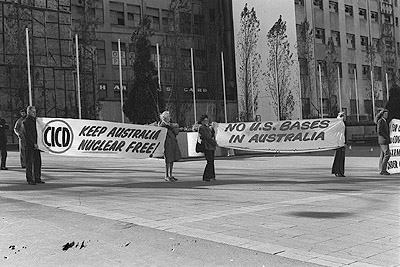 CICD
KEEP AUSTRALIA
NUCLEAR FREE!
NO U.S. BASES
IN AUSTRALIA